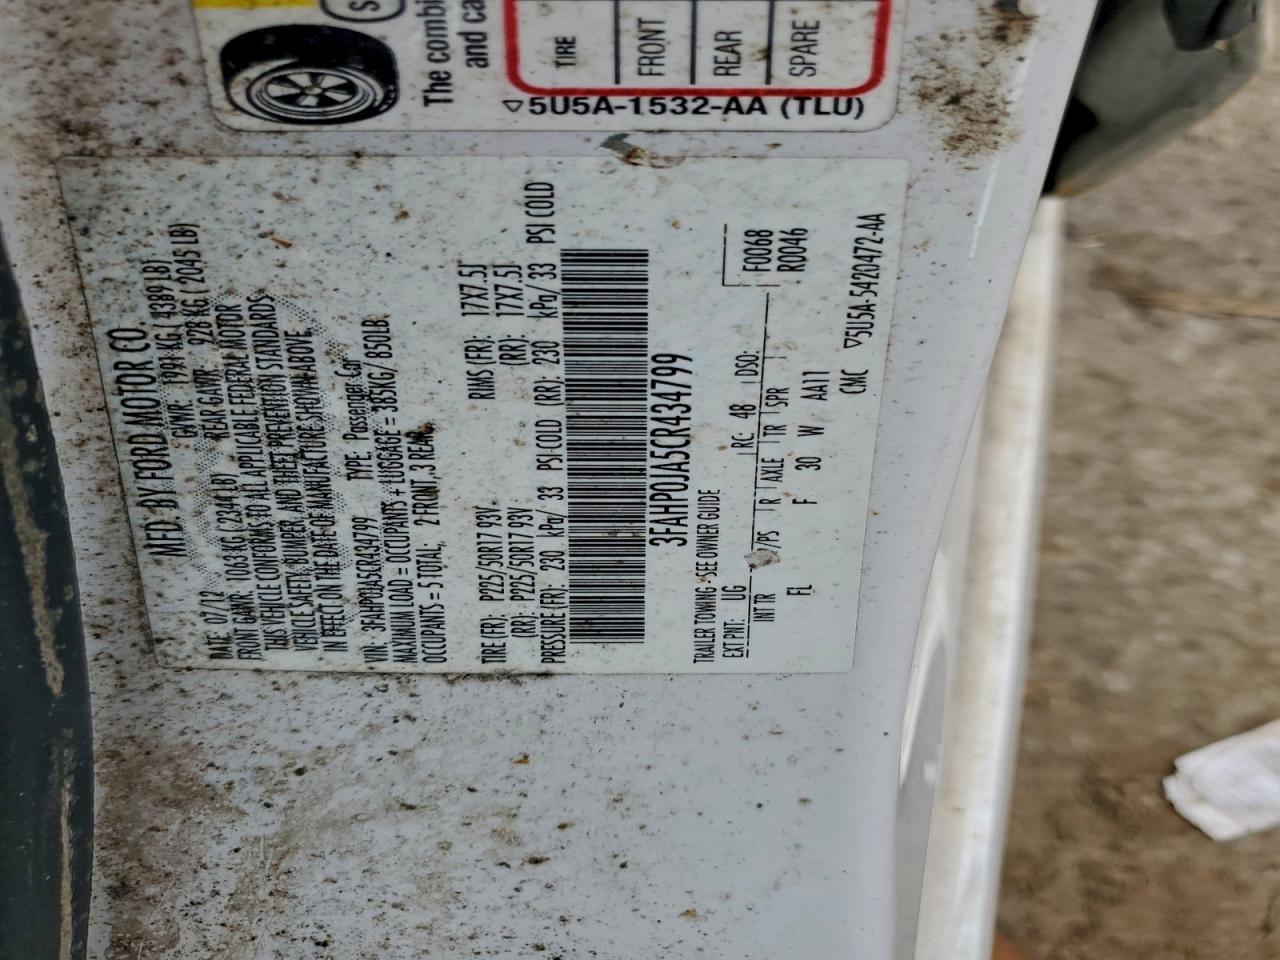 S
The combi
and ca
TIRE
FRONT
REAR
SPARE
5U5A-1532-AA (TLU)
MFD. BY FORD MOTOR CO.
DATE: 07/12 GVWR: 1991 KG ( 4389 LB)
FRONT GAWR: 1063 KG (2344 LB) REAR GAWR: 928 KG ( 2045 LB)
THIS VEHICLE CONFORMS TO ALL APPLICABLE FEDERAL MOTOR
VEHICLE SAFETY, BUMPER, AND THEFT PREVENTION STANDARDS
IN EFFECT ON THE DATE OF MANUFACTURE SHOWN ABOVE.
VIN: 3FAHP0JA5CR434799 TYPE: Passenger Car
MAXIMUM LOAD = OCCUPANTS + LUGGAGE = 385KG/ 850LB.
OCCUPANTS = 5 TOTAL, 2 FRONT, 3 REAR
TIRE (FR): P225/50R17 93V RIMS (FR): 17X7.5J
(RR): P225/50R17 93V (RR): 17X7.5J
PRESSURE (FR): 230 kPa/ 33 PSI COLD (RR): 230 kPa/ 33 PSI COLD
3FAHP0JA5CR434799
TRAILER TOWING - SEE OWNER GUIDE
EXT PNT: UG RC: 48 DSO: F0068
R0046
INT TR /PS R AXLE TR SPR
FL F 30 W AA11
CMC 5U5A-5420472-AA